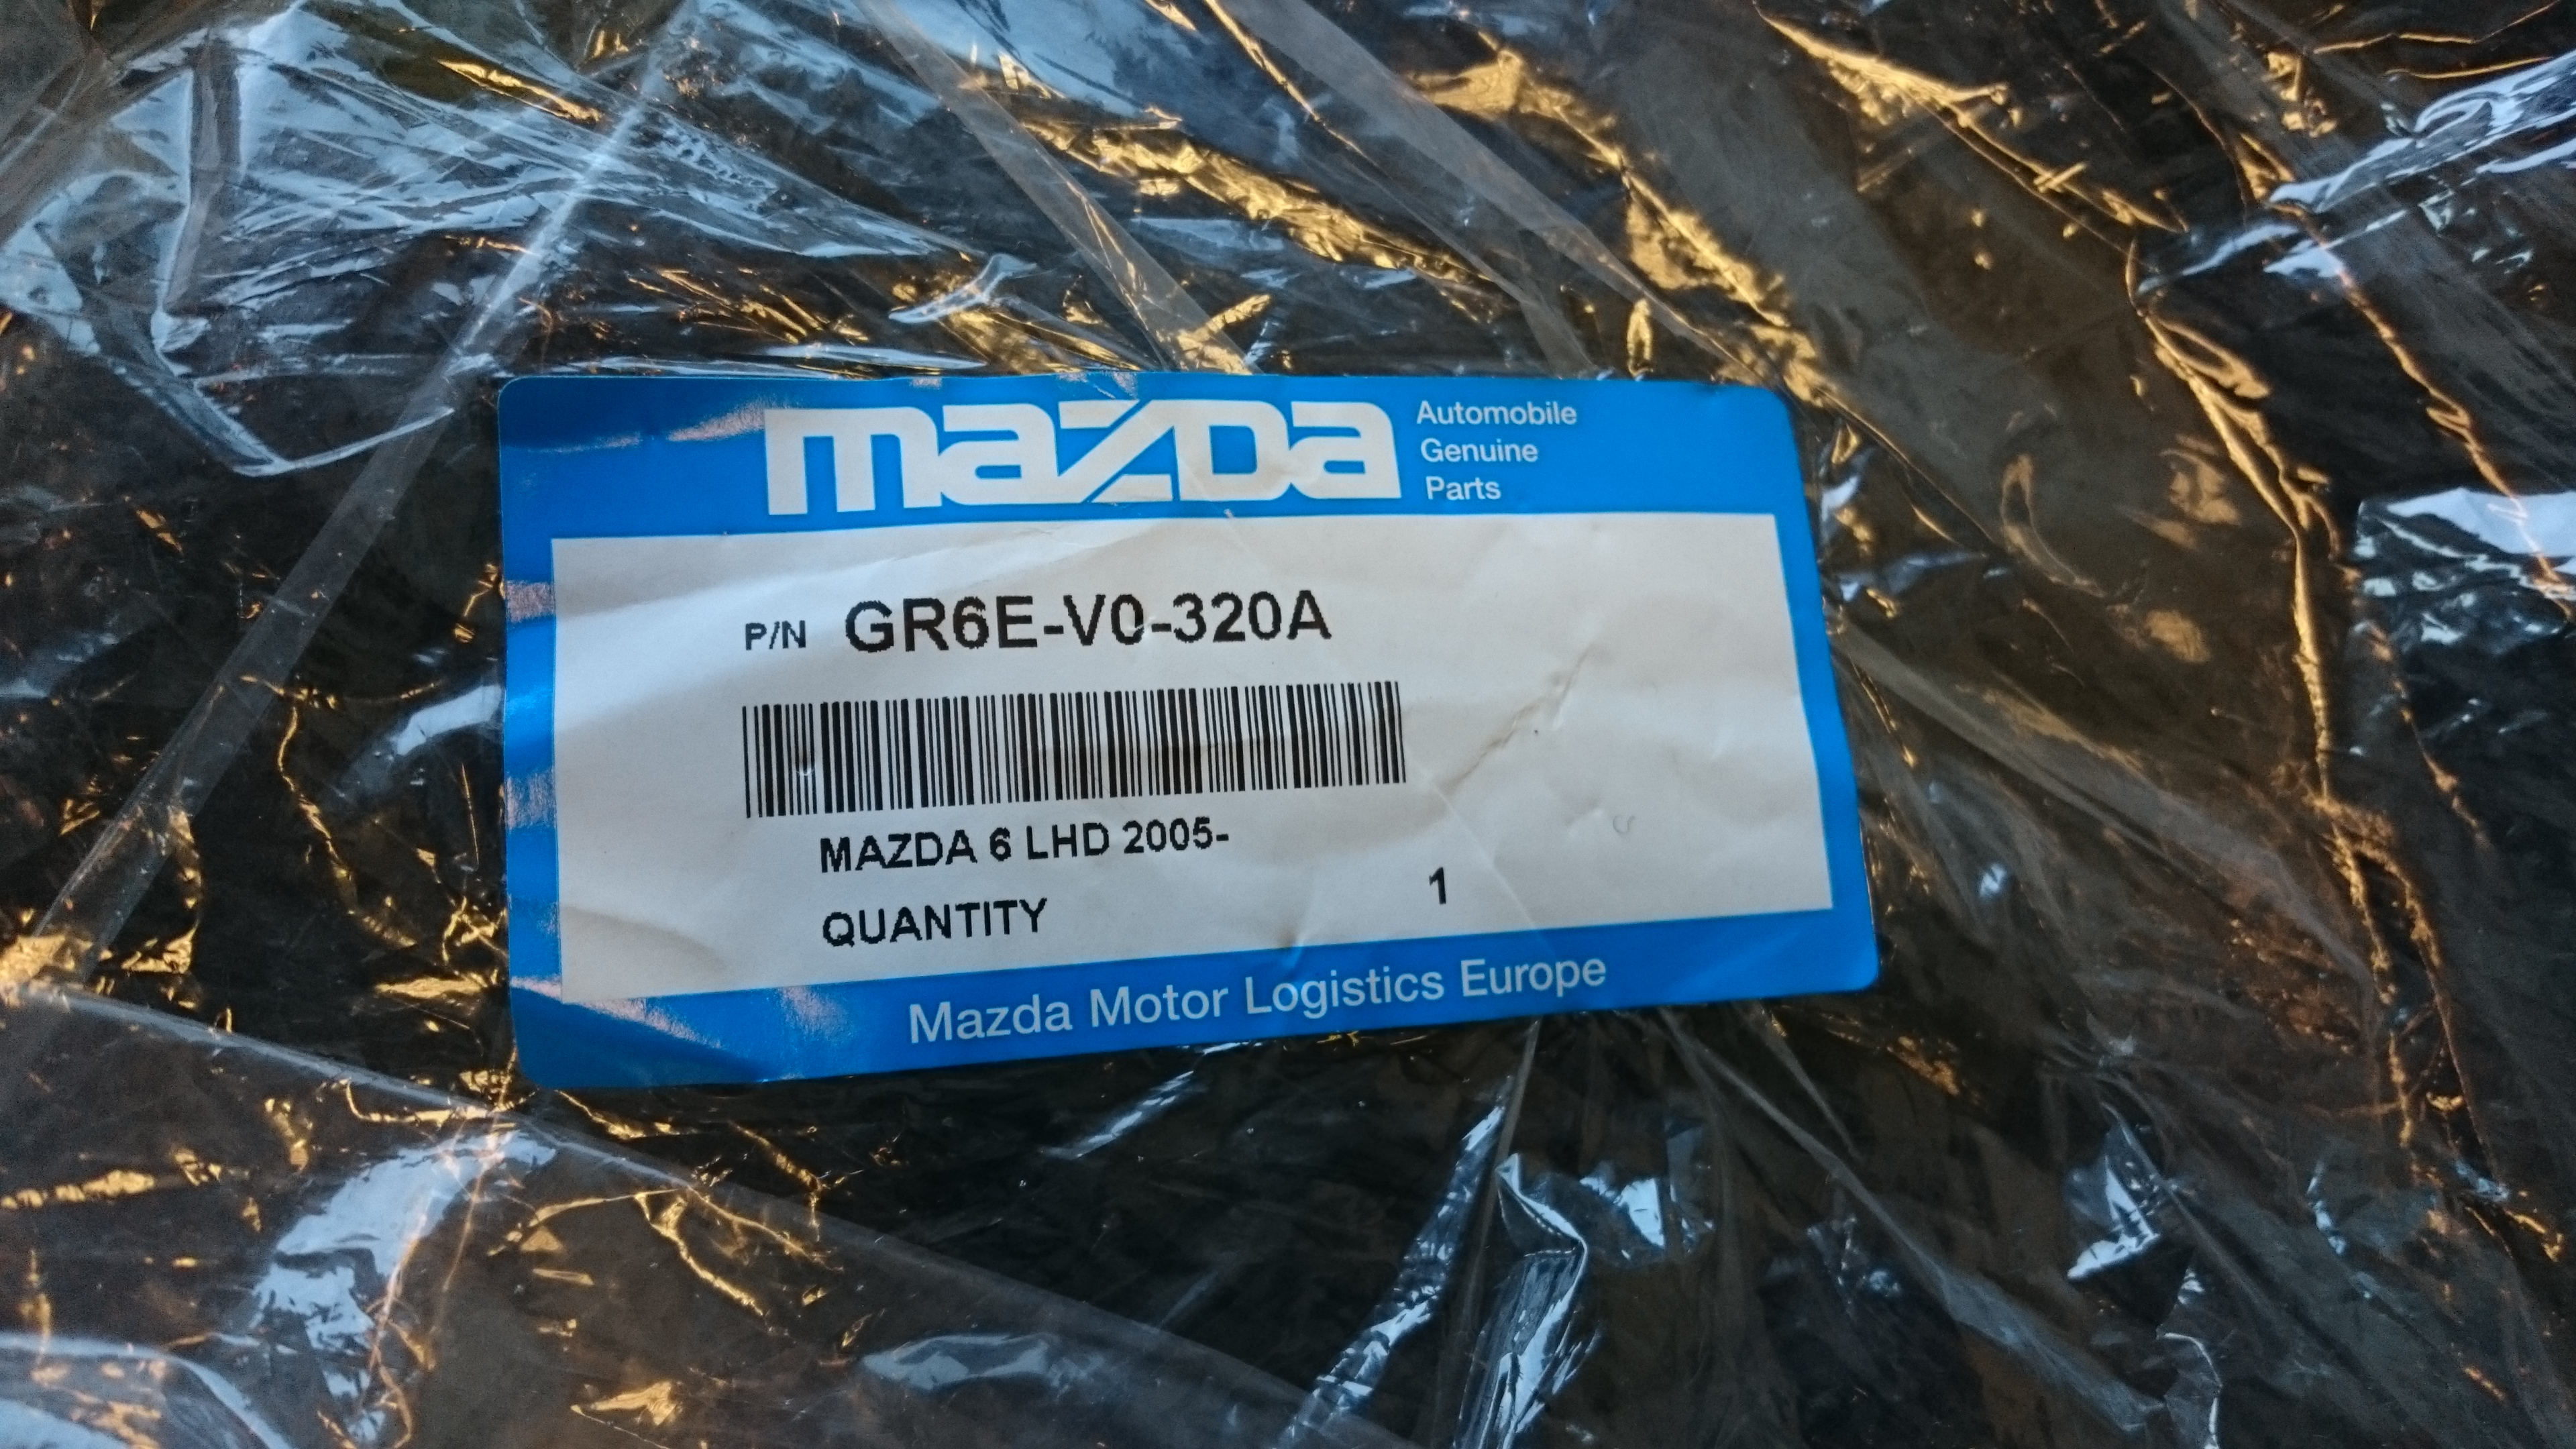 mazda
Automobile
Genuine
Parts
P/N GR6E-V0-320A
MAZDA 6 LHD 2005-
QUANTITY 1
Mazda Motor Logistics Europe